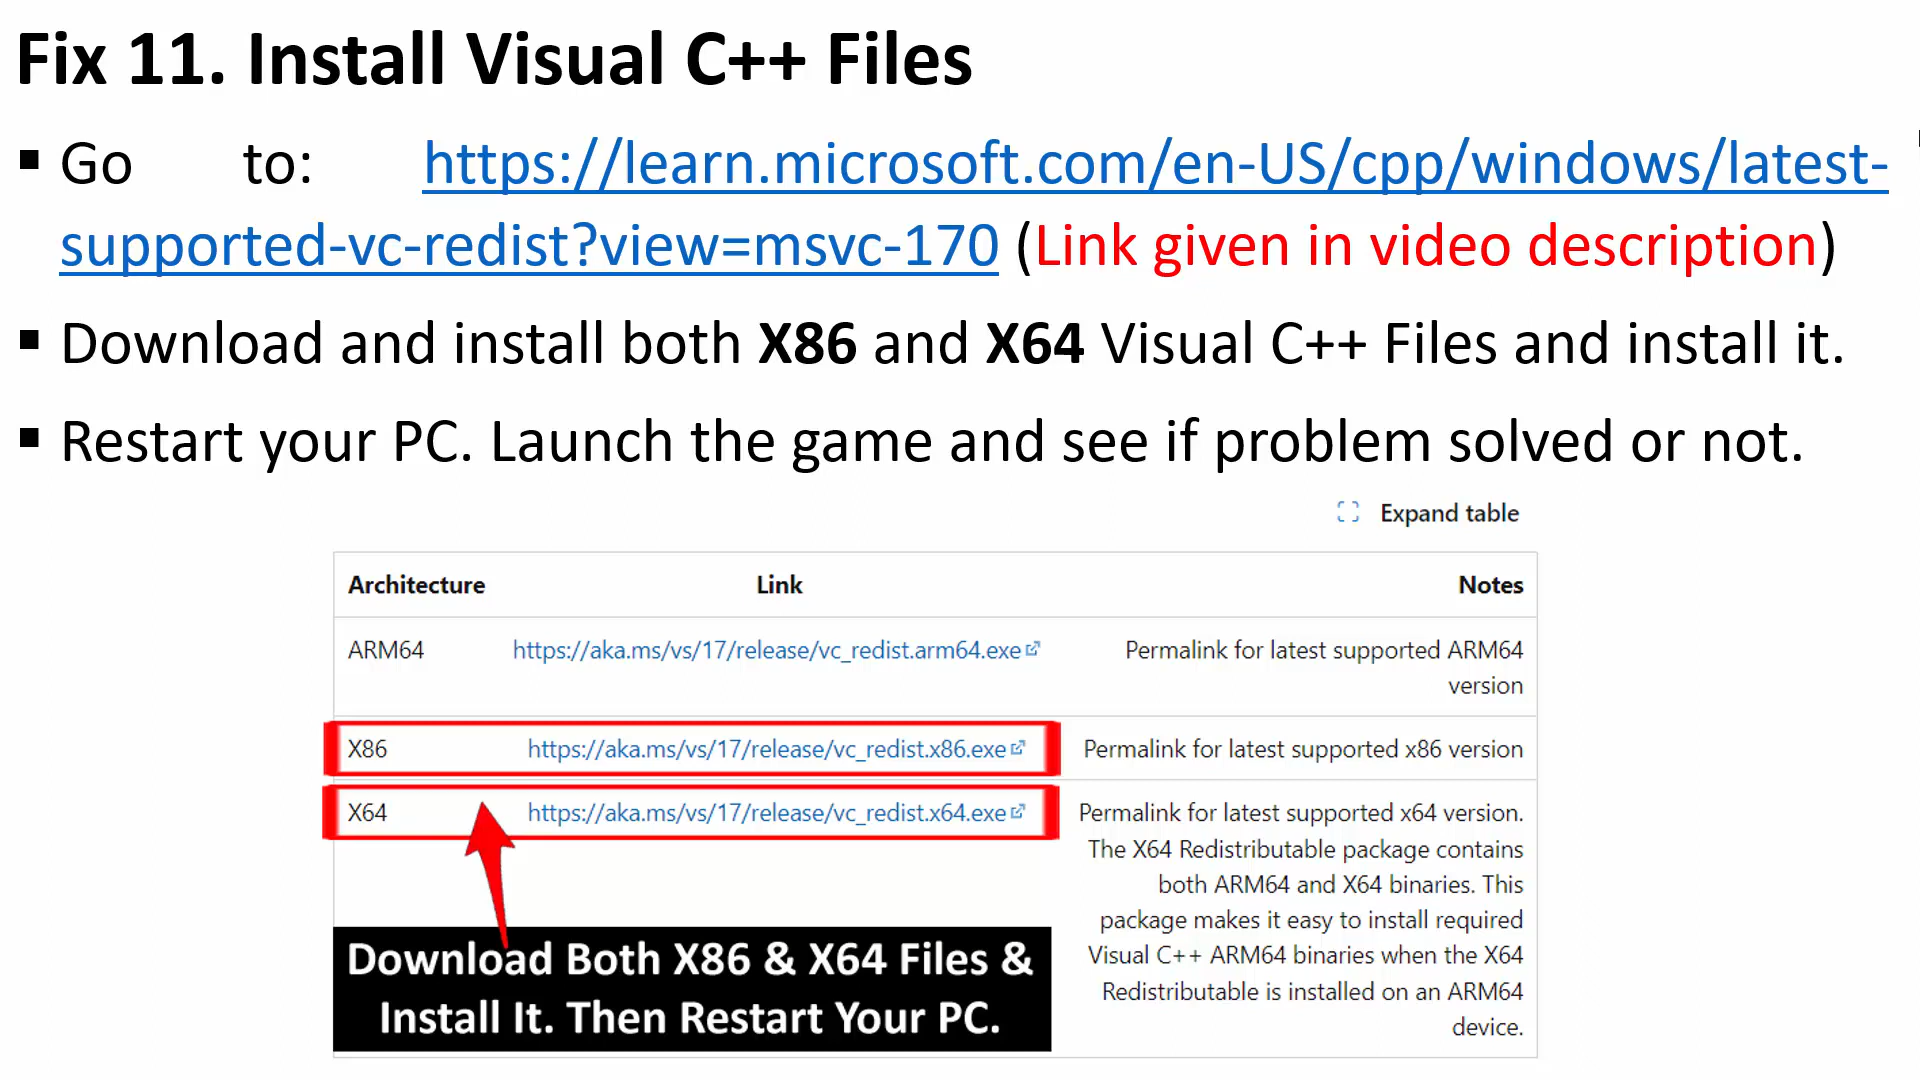 Fix 11. Install Visual C++ Files
▪ Go to: https://learn.microsoft.com/en-US/cpp/windows/latest-
supported-vc-redist?view=msvc-170 (Link given in video description)
▪ Download and install both X86 and X64 Visual C++ Files and install it.
▪ Restart your PC. Launch the game and see if problem solved or not.
Expand table
Architecture Link Notes
ARM64 https://aka.ms/vs/17/release/vc_redist.arm64.exe Permalink for latest supported ARM64
version
X86 https://aka.ms/vs/17/release/vc_redist.x86.exe Permalink for latest supported x86 version
X64 https://aka.ms/vs/17/release/vc_redist.x64.exe Permalink for latest supported x64 version.
The X64 Redistributable package contains
both ARM64 and X64 binaries. This
package makes it easy to install required
Visual C++ ARM64 binaries when the X64
Redistributable is installed on an ARM64
device.
Download Both X86 & X64 Files &
Install It. Then Restart Your PC.